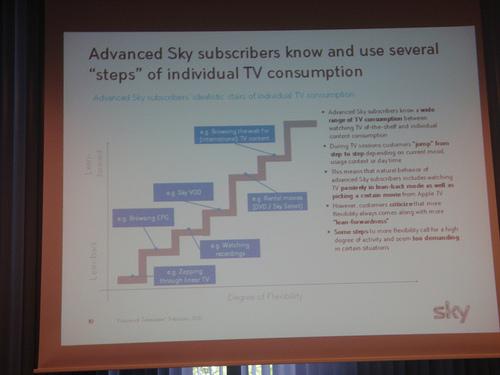 Advanced Sky subscribers know and use several
“steps” of individual TV consumption
Advanced Sky subscribers' idealistic stairs of individual TV consumption
Lean-
forward
Lean-back
e.g. Browsing the web for
(international) TV content
e.g. Sky VOD
e.g. Rental movies
(DVD / Sky Select)
e.g. Browsing EPG
e.g. Watching
recordings
e.g. Zapping
through linear TV
Degree of Flexibility
Advanced Sky subscribers know a wide
range of TV consumption between
watching TV of-the-shelf and individual
content consumption
During TV sessions customers "jump" from
step to step depending on current mood,
usage context or day time
This means that natural behavior of
advanced Sky subscribers includes watching
TV passively in lean-back mode as well as
picking a certain movie from Apple TV
However, customers criticize that more
flexibility always comes along with more
"lean-forwardness"
Some steps to more flexibility call for a high
degree of activity and seem too demanding
in certain situations
10
sky